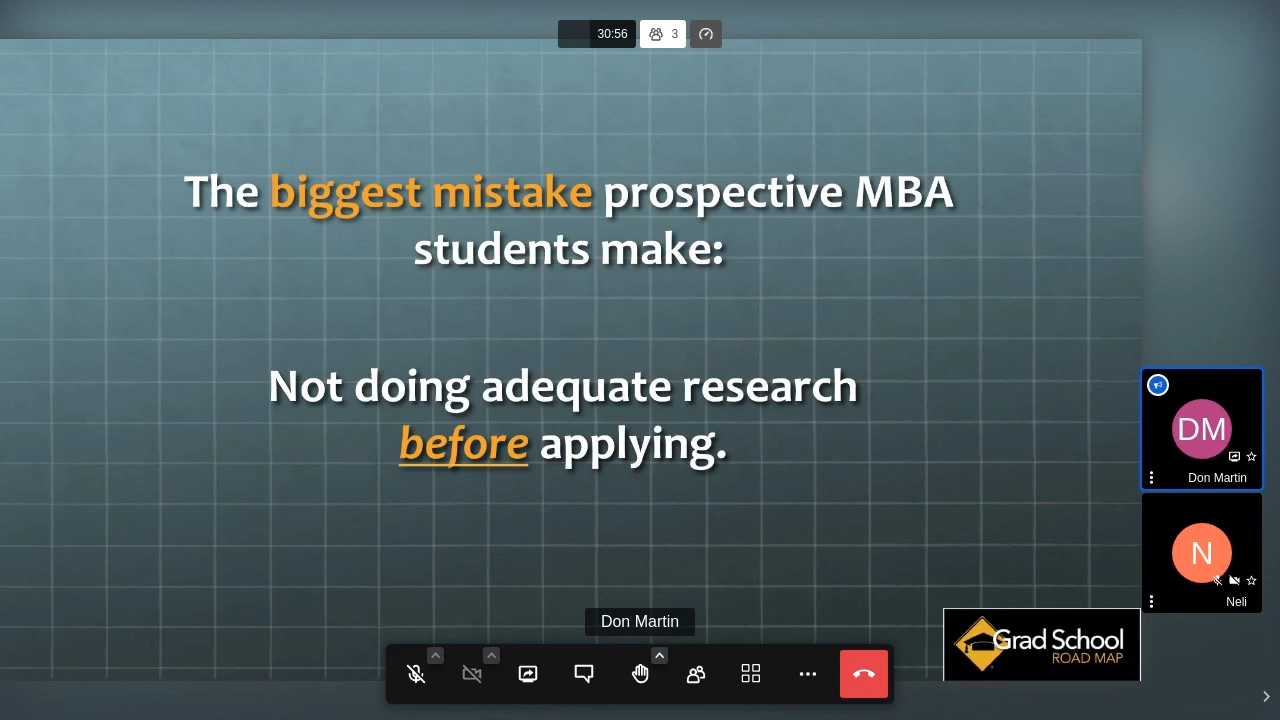 30:56
3
The biggest mistake prospective MBA
students make:
Not doing adequate research
before applying.
DM
Don Martin
N
Neli
Don Martin
Grad School
ROAD MAP